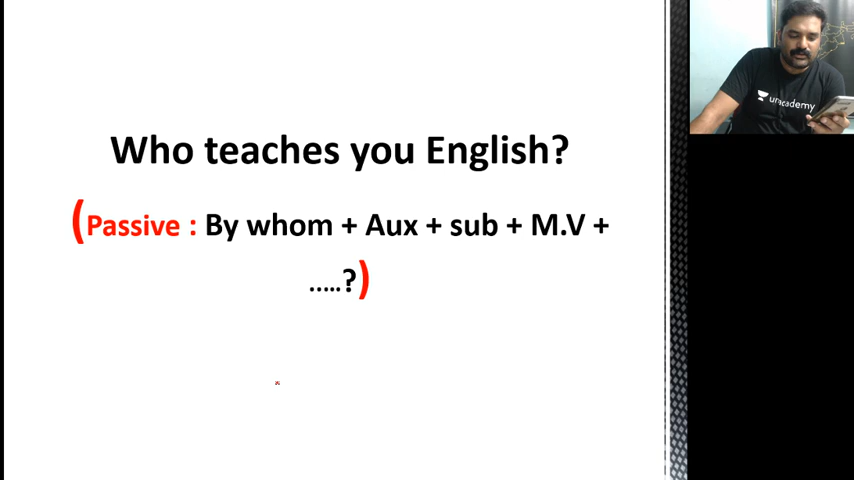 Who teaches you English?
(Passive : By whom + Aux + sub + M.V +
.....?)
unacademy